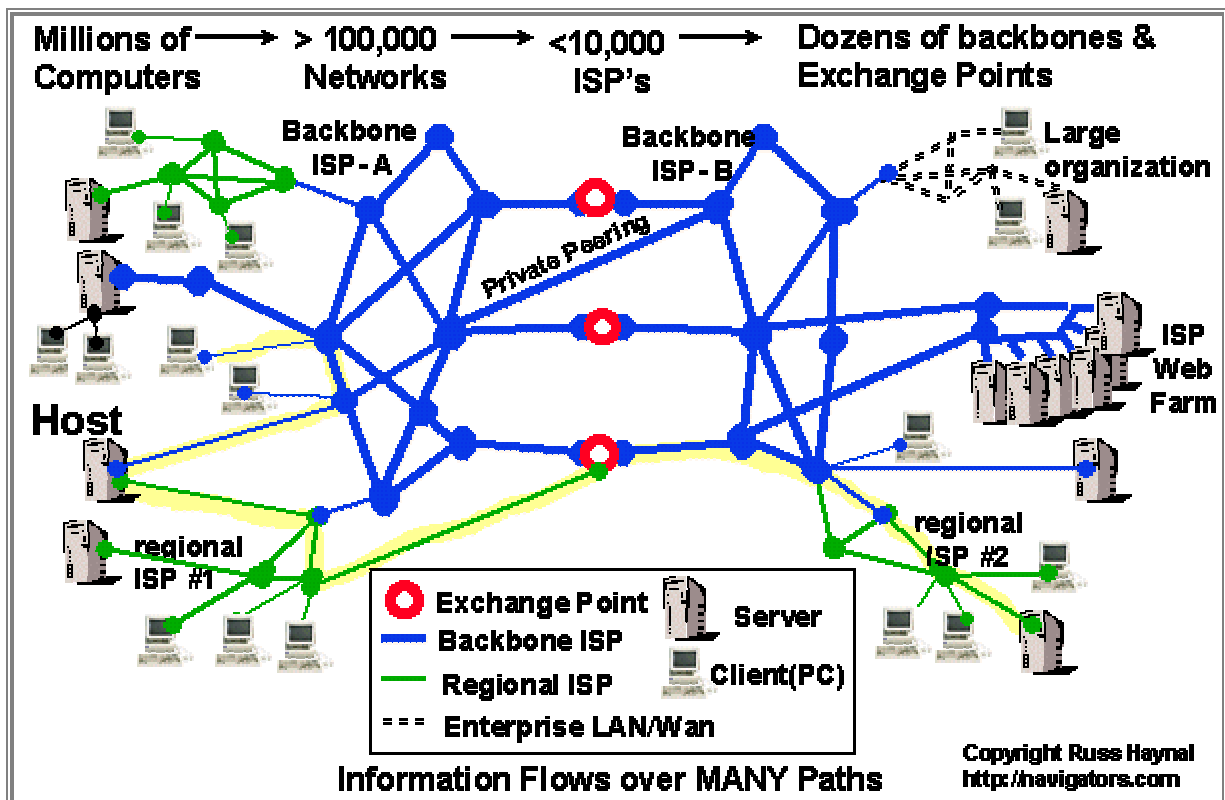 Millions of → > 100,000 → <10,000 → Dozens of backbones &
Computers Networks ISP's Exchange Points
Backbone
ISP - A
Backbone
ISP - B
Large
organization
Private Peering
ISP
Web
Farm
Host
regional
ISP #1
regional
ISP #2
Exchange Point
Backbone ISP
Regional ISP
Enterprise LAN/Wan
Server
Client(PC)
Information Flows over MANY Paths
Copyright Russ Haynal
http://navigators.com